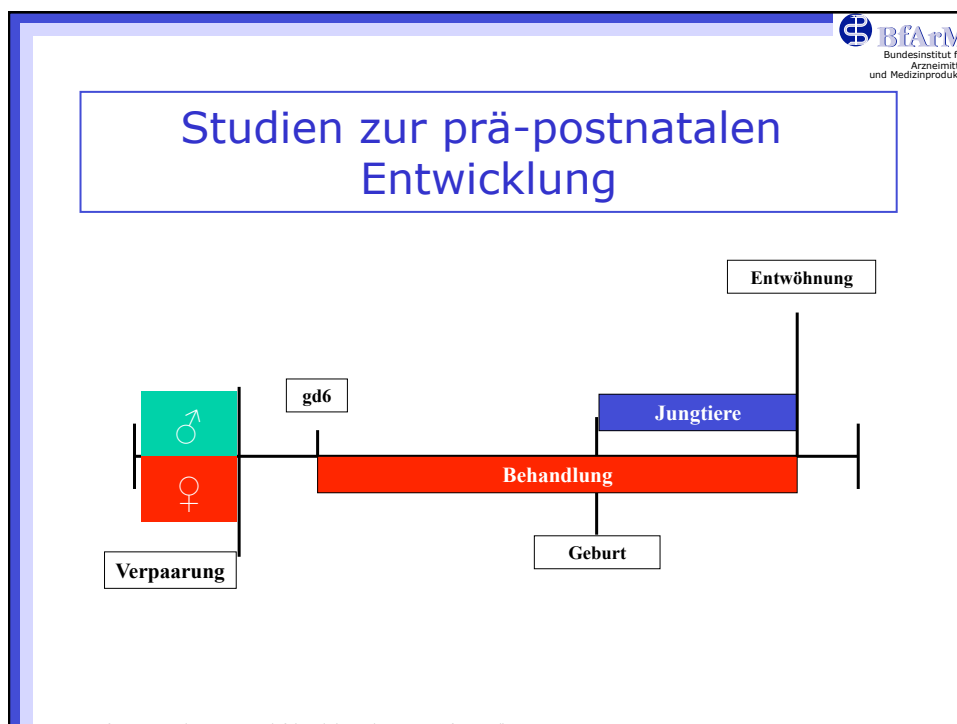 BfArM
Bundesinstitut f
Arzneimitt
und Medizinproduk
Studien zur prä-postnatalen
Entwicklung
Entwöhnung
gd6
♂
Jungtiere
♀
Behandlung
Geburt
Verpaarung